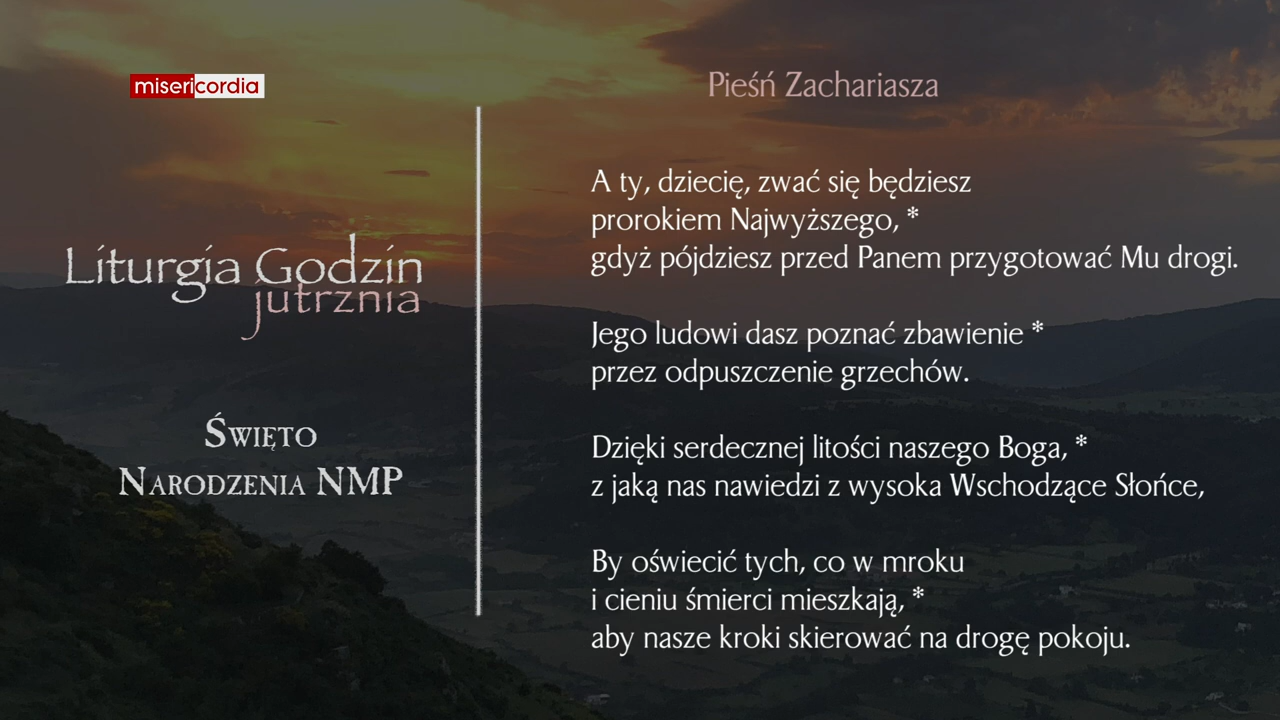 misericordia
Liturgia Godzin
jutrznia
Święto
Narodzenia NMP
Pieśń Zachariasza
A ty, dziecię, zwać się będziesz
prorokiem Najwyższego, *
gdyż pójdziesz przed Panem przygotować Mu drogi.
Jego ludowi dasz poznać zbawienie *
przez odpuszczenie grzechów.
Dzięki serdecznej litości naszego Boga, *
z jaką nas nawiedzi z wysoka Wschodzące Słońce,
By oświecić tych, co w mroku
i cieniu śmierci mieszkają, *
aby nasze kroki skierować na drogę pokoju.